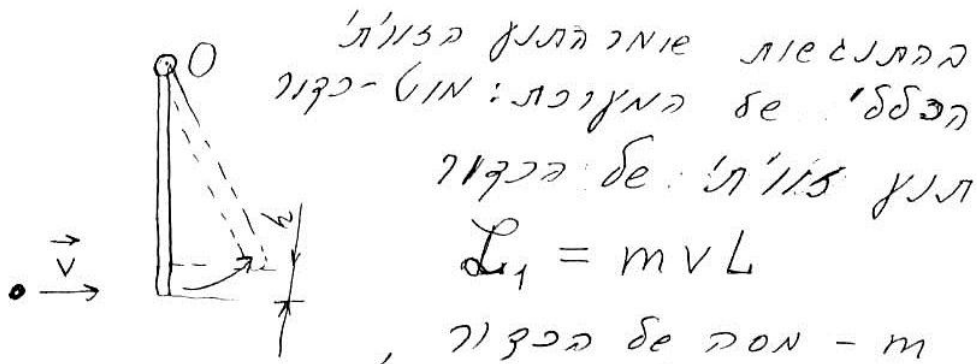 בהתנגשות שומר התנע הזוויתי
הכללי של המערכת: מוט-כדור
תנע זוויתי של הכדור
L₁ = mvL
m - מסה של הכדור,
O
h
v⃗